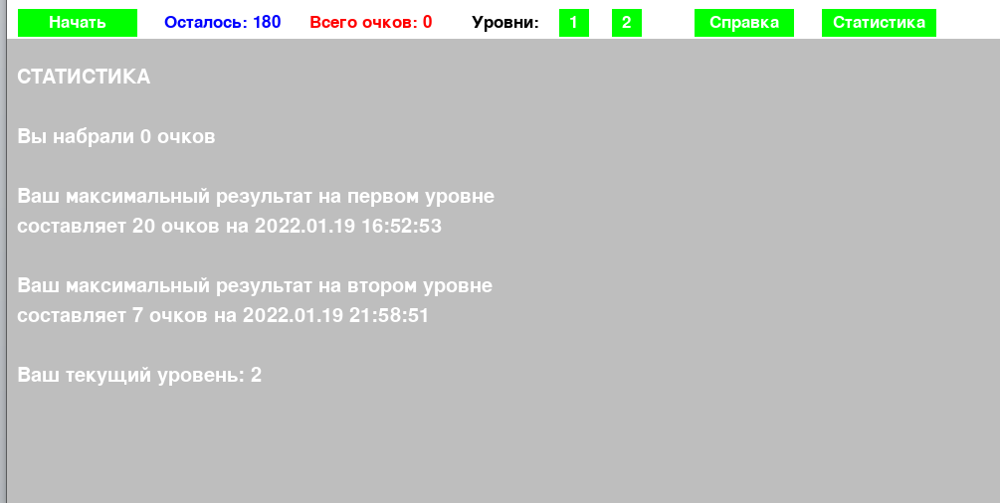 Начать Осталось: 180 Всего очков: 0 Уровни: 1 2 Справка Статистика
СТАТИСТИКА
Вы набрали 0 очков
Ваш максимальный результат на первом уровне
составляет 20 очков на 2022.01.19 16:52:53
Ваш максимальный результат на втором уровне
составляет 7 очков на 2022.01.19 21:58:51
Ваш текущий уровень: 2